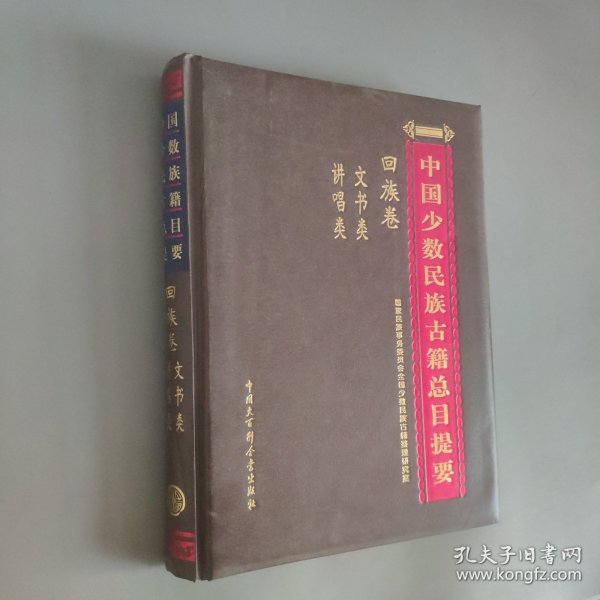 中国少数民族古籍总目提要
回族卷
文书类
讲唱类
国家民族事务委员会全国少数民族古籍整理研究室
中国大百科全书出版社
国
数
族
籍
目
要
回族卷
文书类
孔夫子旧书网
www.kongfz.com